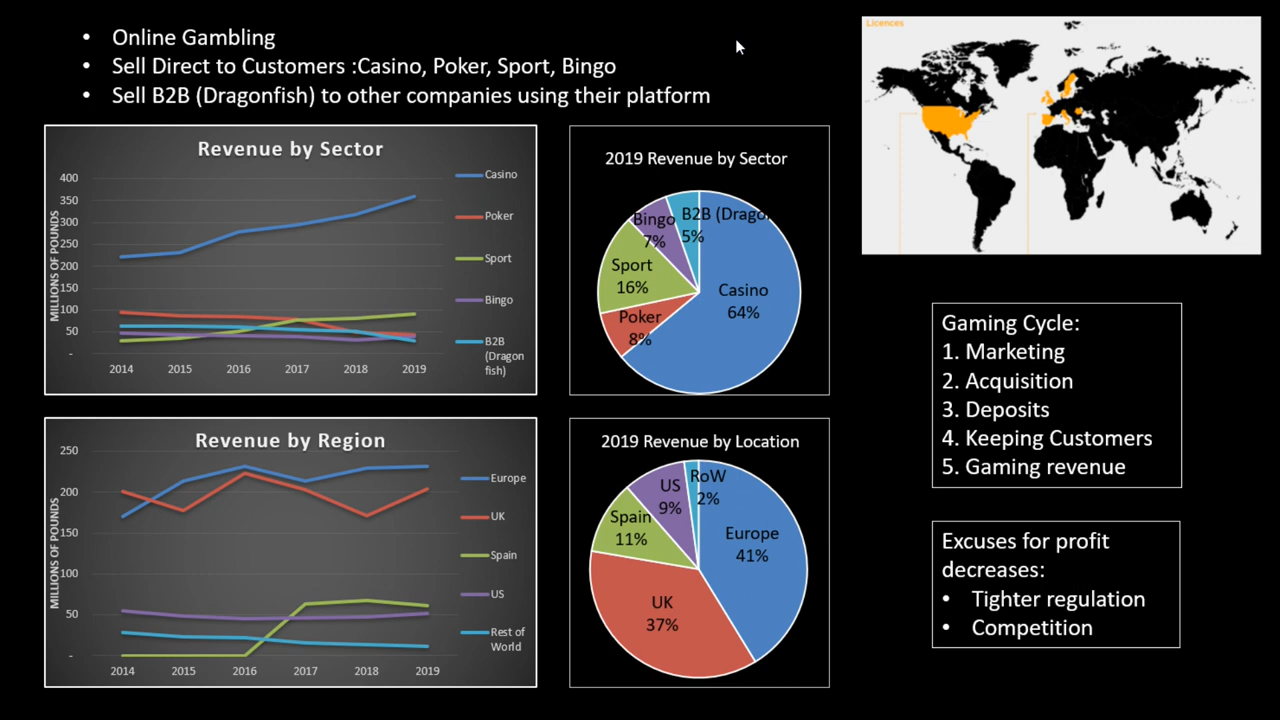 • Online Gambling
• Sell Direct to Customers :Casino, Poker, Sport, Bingo
• Sell B2B (Dragonfish) to other companies using their platform
Licences
Revenue by Sector
MILLIONS OF POUNDS
400
350
300
250
200
150
100
50
-
2014 2015 2016 2017 2018 2019
Casino
Poker
Sport
Bingo
B2B
(Dragon
fish)
2019 Revenue by Sector
Bingo
7%
B2B (Drago
5%
Sport
16%
Casino
64%
Poker
8%
Gaming Cycle:
1. Marketing
2. Acquisition
3. Deposits
4. Keeping Customers
5. Gaming revenue
Revenue by Region
MILLIONS OF POUNDS
250
200
150
100
50
-
2014 2015 2016 2017 2018 2019
Europe
UK
Spain
US
Rest of
World
2019 Revenue by Location
RoW
2%
US
9%
Spain
11%
Europe
41%
UK
37%
Excuses for profit
decreases:
• Tighter regulation
• Competition